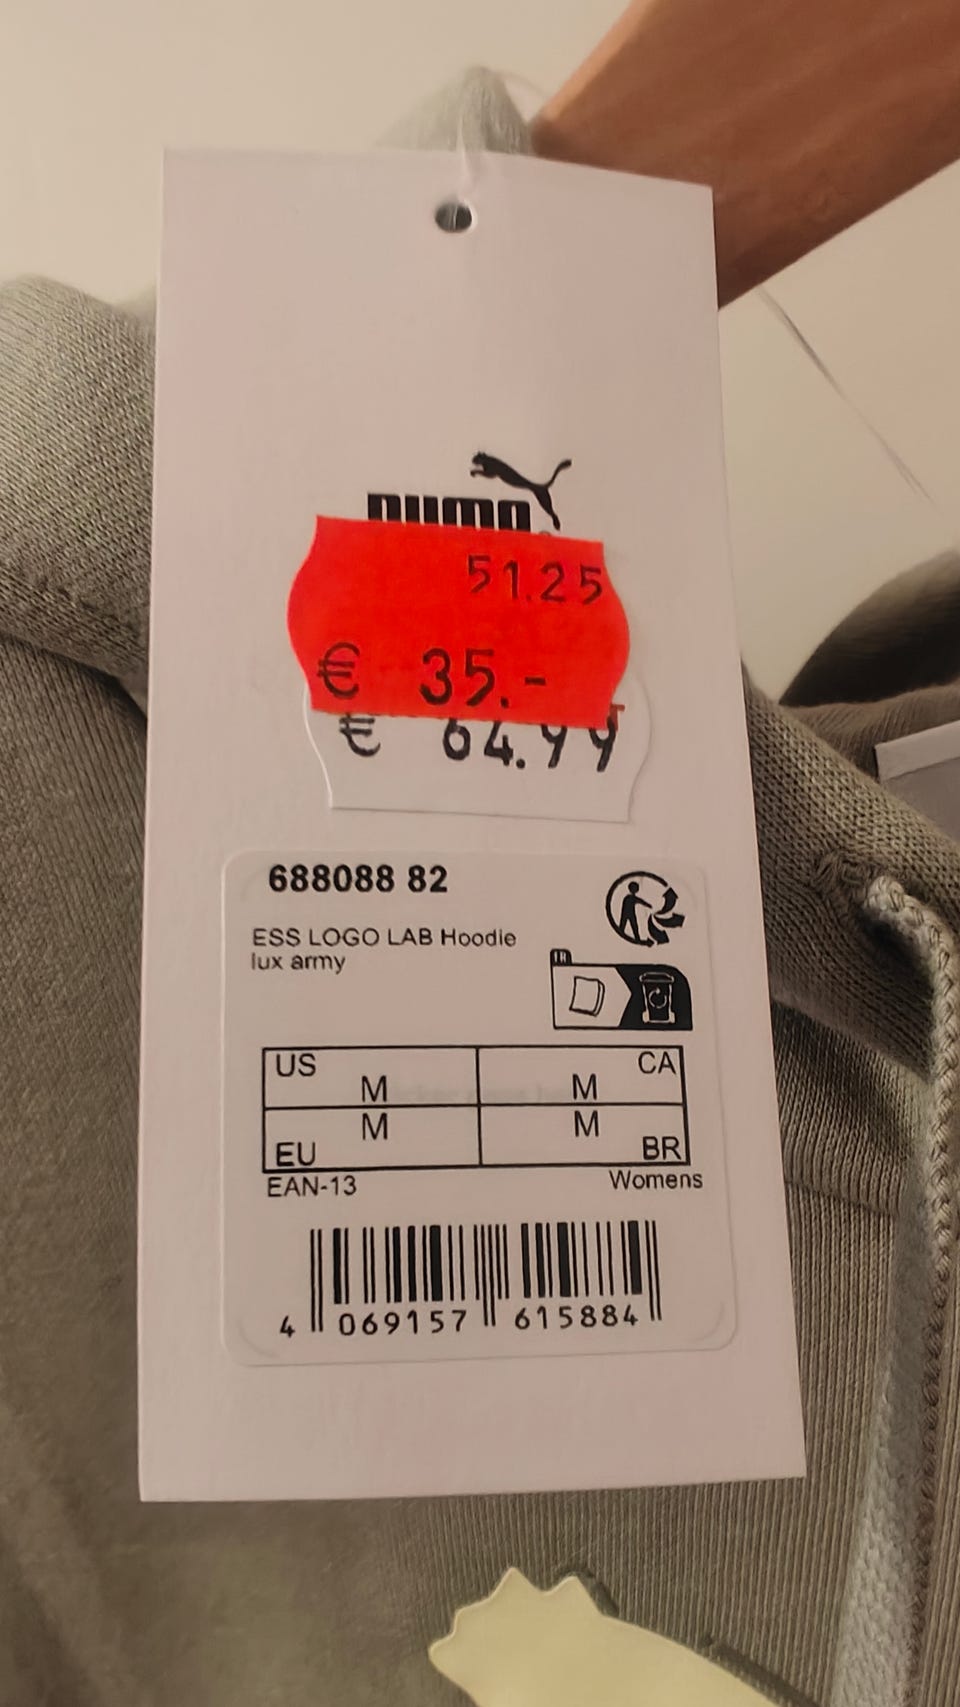 PUMA
51.25
€ 35.-
€ 64.99
688088 82
ESS LOGO LAB Hoodie
lux army
FR
US M M CA
EU M M BR
EAN-13 Womens
4 069157 615884